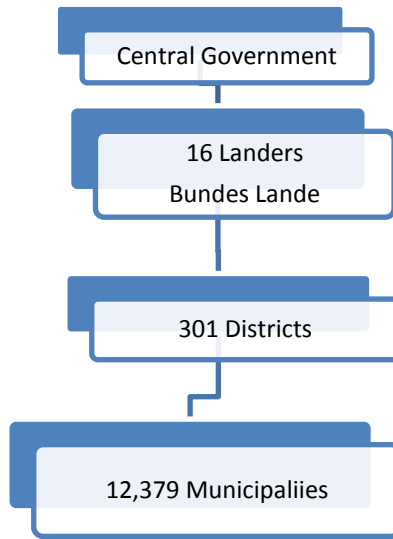 Central Government
16 Landers
Bundes Lande
301 Districts
12,379 Municipaliies